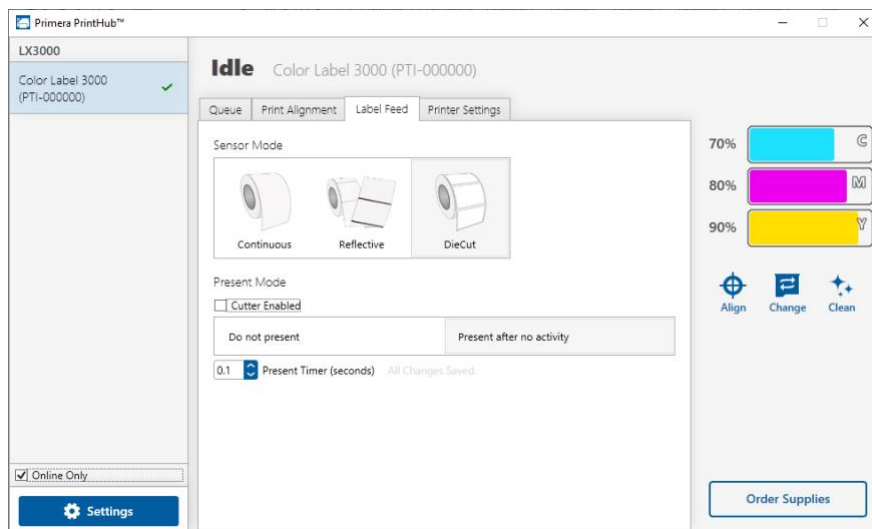 Primera PrintHub™
LX3000
Color Label 3000
(PTI-000000)
Online Only
Settings
Idle Color Label 3000 (PTI-000000)
Queue Print Alignment Label Feed Printer Settings
Sensor Mode
Continuous Reflective DieCut
Present Mode
Cutter Enabled
Do not present Present after no activity
0.1 Present Timer (seconds) All Changes Saved.
70% C
80% M
90% Y
Align Change Clean
Order Supplies